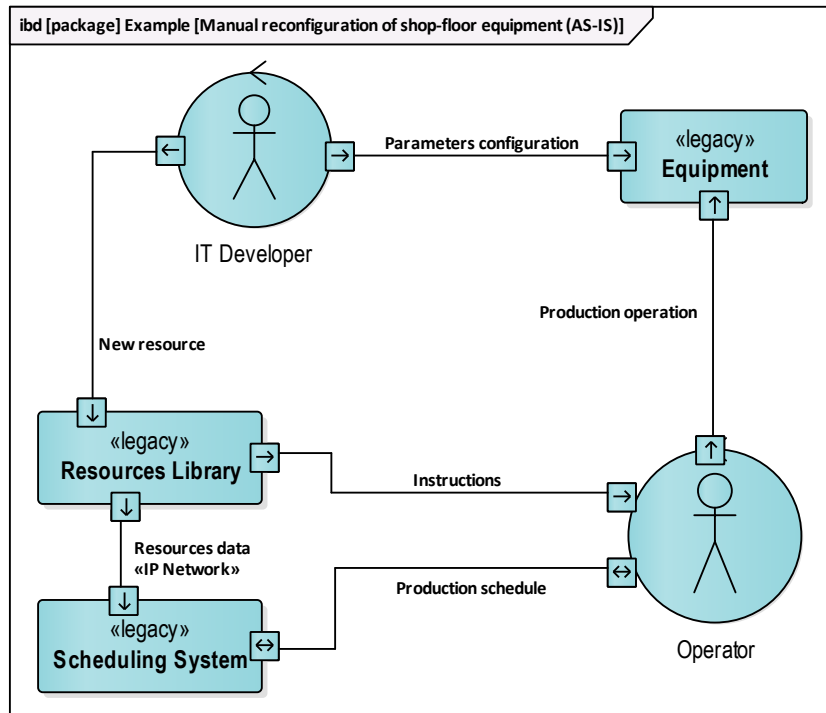 ibd [package] Example [Manual reconfiguration of shop-floor equipment (AS-IS)]
Parameters configuration
«legacy»
Equipment
IT Developer
Production operation
New resource
«legacy»
Resources Library
Instructions
Resources data
«IP Network»
Production schedule
«legacy»
Scheduling System
Operator